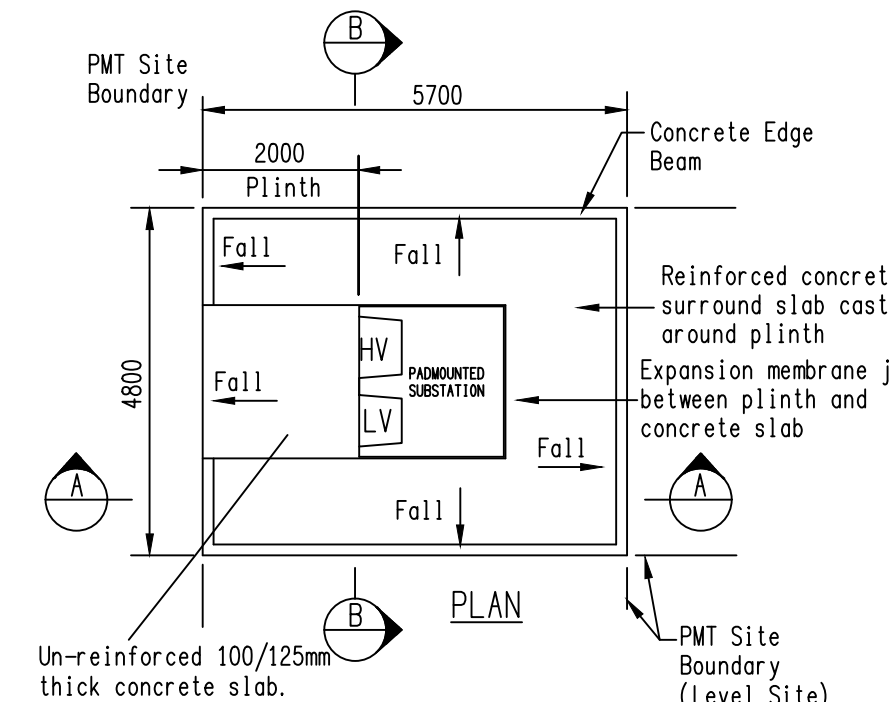 B
PMT Site
Boundary
5700
2000
Plinth
Concrete Edge
Beam
Fall
Fall
Reinforced concret
surround slab cast
around plinth
HV
PADMOUNTED
SUBSTATION
Expansion membrane j
between plinth and
concrete slab
4800
Fall
LV
Fall
A
A
Fall
B
PLAN
Un-reinforced 100/125mm
thick concrete slab.
PMT Site
Boundary
(Level Site)